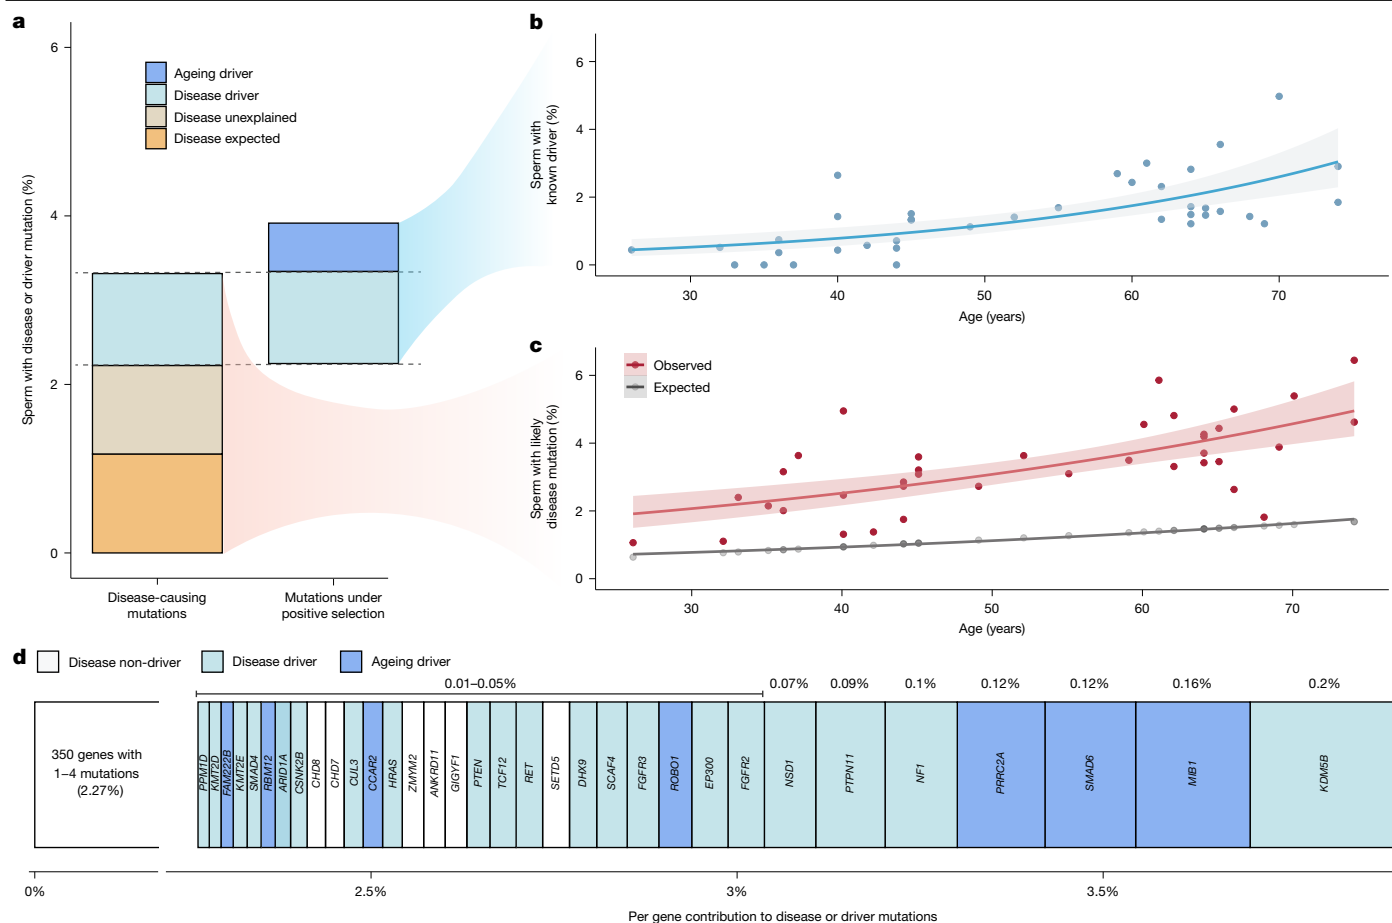 a
6
4
2
0
Sperm with disease or driver mutation (%)
Ageing driver
Disease driver
Disease unexplained
Disease expected
Disease-causing
mutations
Mutations under
positive selection
b
6
4
2
0
Sperm with
known driver (%)
30
40
50
60
70
Age (years)
c
6
4
2
0
Sperm with likely
disease mutation (%)
Observed
Expected
30
40
50
60
70
Age (years)
d
Disease non-driver
Disease driver
Ageing driver
0.01–0.05%
0.07%
0.09%
0.1%
0.12%
0.12%
0.16%
0.2%
350 genes with
1–4 mutations
(2.27%)
PPM1D
KMT2D
FAM222B
KMT2E
SMAD4
RBM12
ARID1A
CSNK2B
CHD8
CHD7
CUL3
CCAR2
HRAS
ZMYM2
ANKRD11
GIGYF1
PTEN
TCF12
RET
SETD5
DHX9
SCAF4
FGFR3
ROBO1
EP300
FGFR2
NSD1
PTPN11
NF1
PRRC2A
SMAD6
MIB1
KDM5B
0%
2.5%
3%
3.5%
Per gene contribution to disease or driver mutations